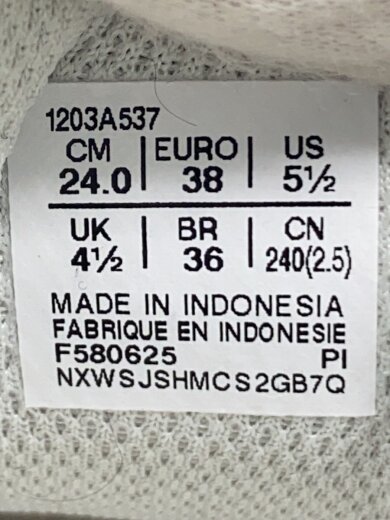 1203A537
CM | EURO | US
24.0 | 38 | 5½
UK | BR | CN
4½ | 36 | 240(2.5)
MADE IN INDONESIA
FABRIQUE EN INDONESIE
F580625 PI
NXWSJSHMCS2GB7Q